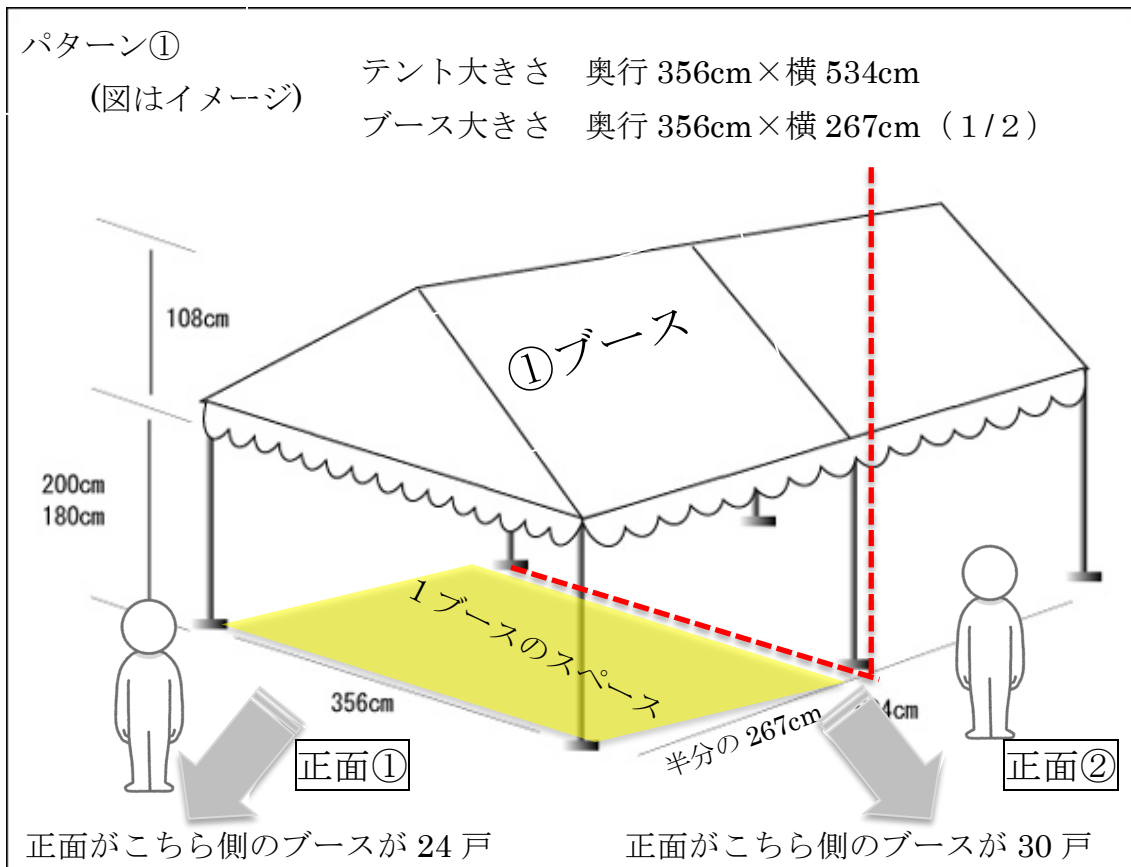 パターン①
(図はイメージ)
テント大きさ 奥行 356cm×横 534cm
ブース大きさ 奥行 356cm×横 267cm（1/2）
108cm
①ブース
200cm
180cm
1ブースのスペース
356cm
半分の 267cm
4cm
正面①
正面②
正面がこちら側のブースが 24 戸
正面がこちら側のブースが 30 戸